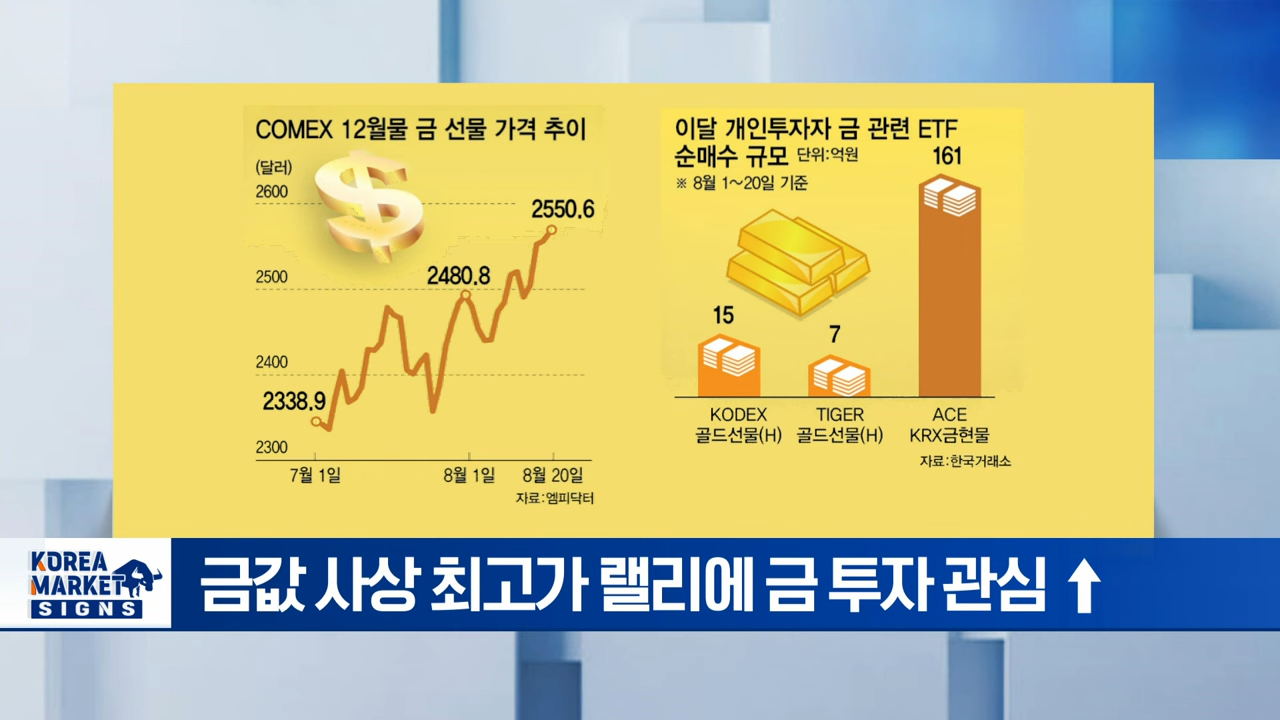 COMEX 12월물 금 선물 가격 추이
(달러)
2600
2550.6
2500
2480.8
2400
2338.9
2300
7월 1일 8월 1일 8월 20일
자료:엠피닥터
이달 개인투자자 금 관련 ETF
순매수 규모 단위:억원
※ 8월 1~20일 기준
161
15
7
KODEX
골드선물(H)
TIGER
골드선물(H)
ACE
KRX금현물
자료:한국거래소
KOREA
MARKET
SIGNS
금값 사상 최고가 랠리에 금 투자 관심 ↑